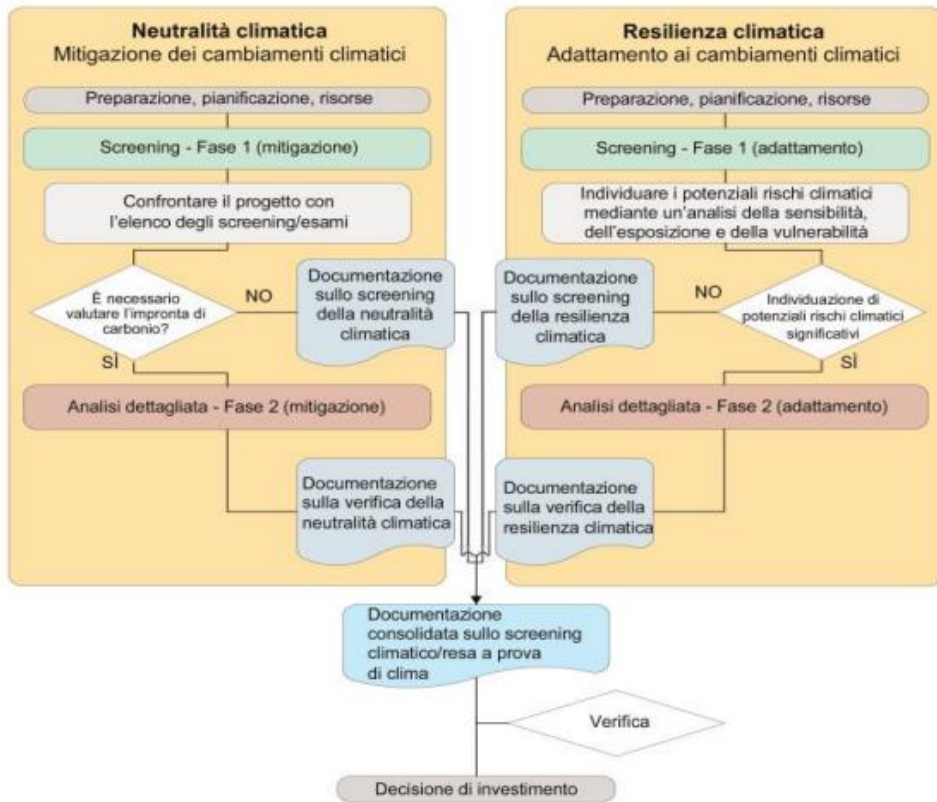 Neutralità climatica
Mitigazione dei cambiamenti climatici
Preparazione, pianificazione, risorse
Screening - Fase 1 (mitigazione)
Confrontare il progetto con
l'elenco degli screening/esami
È necessario
valutare l'impronta di
carbonio?
NO
SÌ
Documentazione
sullo screening
della neutralità
climatica
Analisi dettagliata - Fase 2 (mitigazione)
Documentazione
sulla verifica della
neutralità climatica
Resilienza climatica
Adattamento ai cambiamenti climatici
Preparazione, pianificazione, risorse
Screening - Fase 1 (adattamento)
Individuare i potenziali rischi climatici
mediante un'analisi della sensibilità,
dell'esposizione e della vulnerabilità
Documentazione
sullo screening
della resilienza
climatica
NO
Individuazione di
potenziali rischi climatici
significativi
SÌ
Analisi dettagliata - Fase 2 (adattamento)
Documentazione
sulla verifica della
resilienza climatica
Documentazione
consolidata sullo screening
climatico/resa a prova
di clima
Verifica
Decisione di investimento